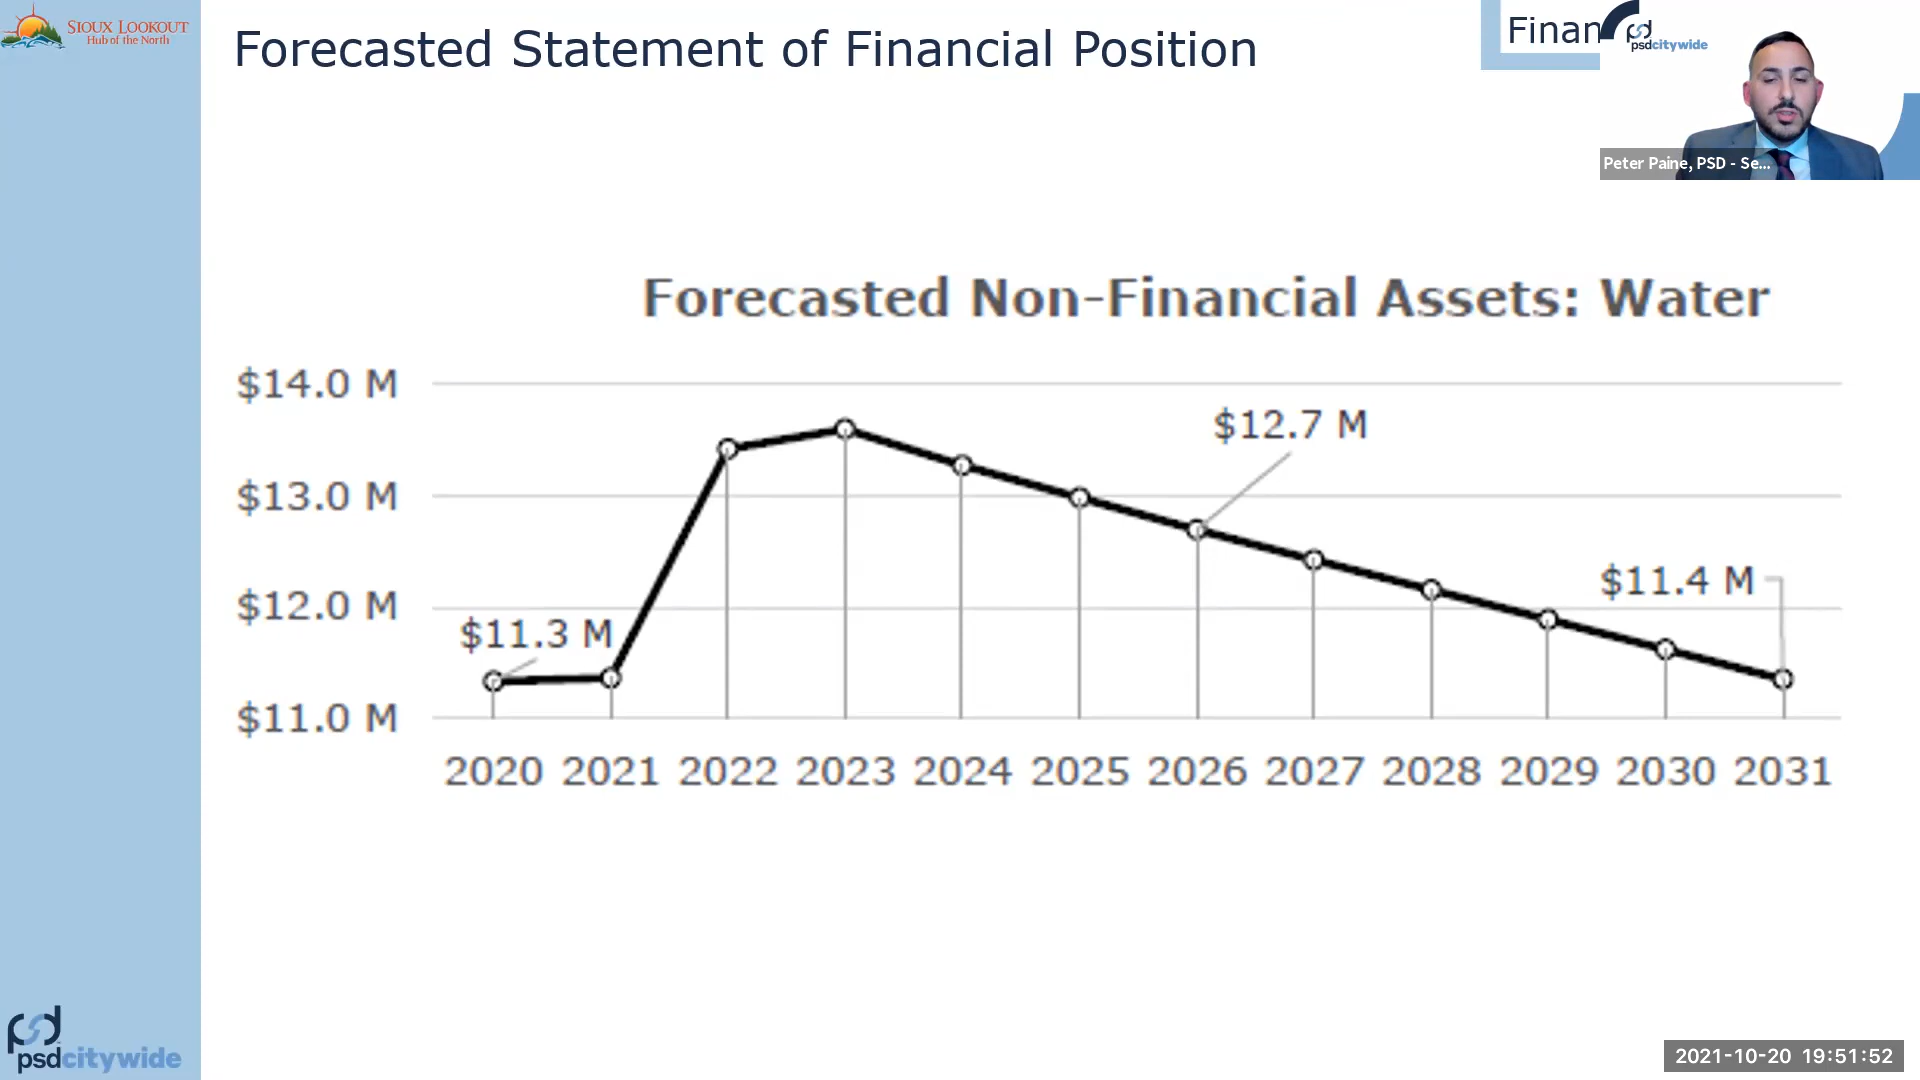 SIOUX LOOKOUT
Hub of the North
Forecasted Statement of Financial Position
Finan
psd
psdcitywide
Peter Paine, PSD - Se...
Forecasted Non-Financial Assets: Water
$14.0 M
$13.0 M
$12.0 M
$11.0 M
$12.7 M
$11.4 M
$11.3 M
2020 2021 2022 2023 2024 2025 2026 2027 2028 2029 2030 2031
psd
psdcitywide
2021-10-20 19:51:52